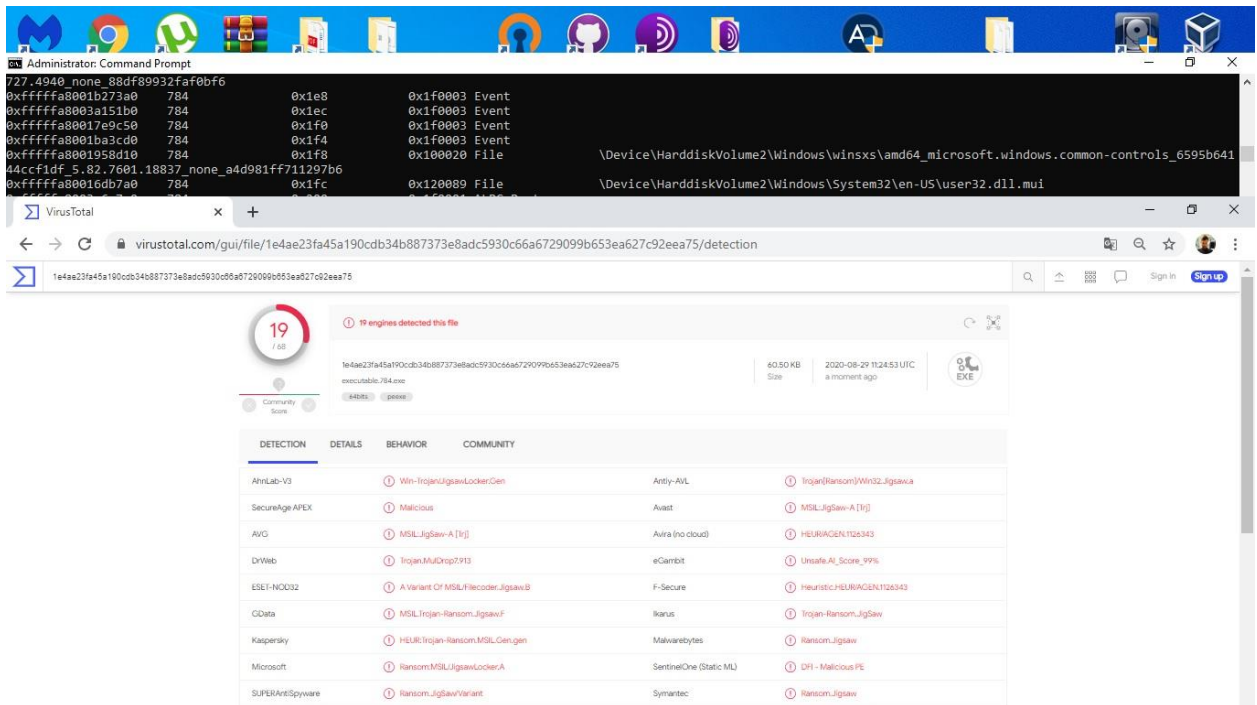 Administrator: Command Prompt
727.4940_none_88df89932faf0bf6
0xfffffa8001b273a0 784 0x1e8 0x1f0003 Event
0xfffffa8003a151b0 784 0x1ec 0x1f0003 Event
0xfffffa80017e9c50 784 0x1f0 0x1f0003 Event
0xfffffa8001ba3cd0 784 0x1f4 0x1f0003 Event
0xfffffa8001958d10 784 0x1f8 0x100020 File \Device\HarddiskVolume2\Windows\winsxs\amd64_microsoft.windows.common-controls_6595b641
44ccf1df_5.82.7601.18837_none_a4d981ff711297b6
0xfffffa80016db7a0 784 0x1fc 0x120089 File \Device\HarddiskVolume2\Windows\System32\en-US\user32.dll.mui
VirusTotal
virustotal.com/gui/file/1e4ae23fa45a190cdb34b887373e8adc5930c66a6729099b653ea627c92eea75/detection
1e4ae23fa45a190cdb34b887373e8adc5930c66a6729099b653ea627c92eea75
Sign in Sign up
19 / 68
19 engines detected this file
1e4ae23fa45a190cdb34b887373e8adc5930c66a6729099b653ea627c92eea75
executable.784.exe
64bits peexe
60.50 KB
Size
2020-08-29 11:24:53 UTC
a moment ago
EXE
Community
Score
DETECTION DETAILS BEHAVIOR COMMUNITY
AhnLab-V3 Win-Trojan/JigsawLocker.Gen Antiy-AVL Trojan[Ransom]/Win32.Jigsaw.a
SecureAge APEX Malicious Avast MSIL:JigSaw-A [Trj]
AVG MSIL:JigSaw-A [Trj] Avira (no cloud) HEUR/AGEN.1126343
DrWeb Trojan.MulDrop7.913 eGambit Unsafe.AI_Score_99%
ESET-NOD32 A Variant Of MSIL/Filecoder.Jigsaw.B F-Secure Heuristic.HEUR/AGEN.1126343
GData MSIL.Trojan-Ransom.Jigsaw.F Ikarus Trojan-Ransom.JigSaw
Kaspersky HEUR:Trojan-Ransom.MSIL.Gen.gen Malwarebytes Ransom.Jigsaw
Microsoft Ransom:MSIL/JigsawLocker.A SentinelOne (Static ML) DFI - Malicious PE
SUPERAntiSpyware Ransom.JigSaw/Variant Symantec Ransom.Jigsaw